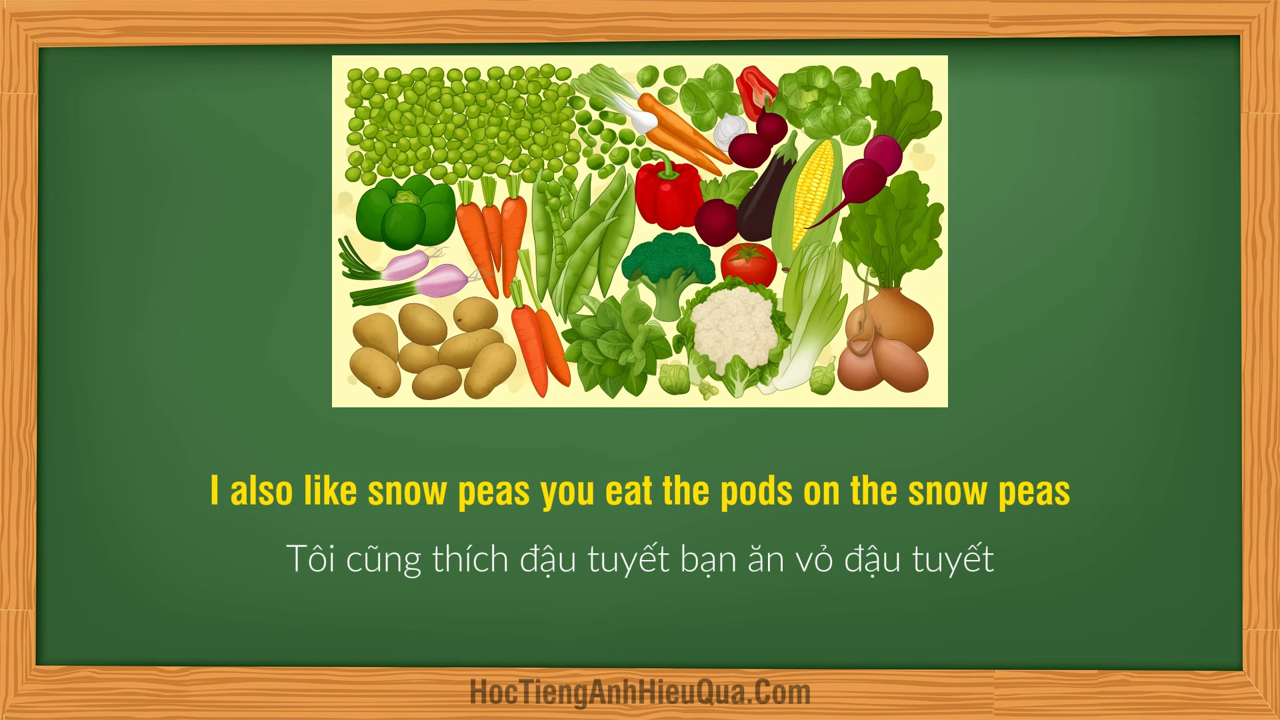 I also like snow peas you eat the pods on the snow peas
Tôi cũng thích đậu tuyết bạn ăn vỏ đậu tuyết
HocTiengAnhHieuQua.Com